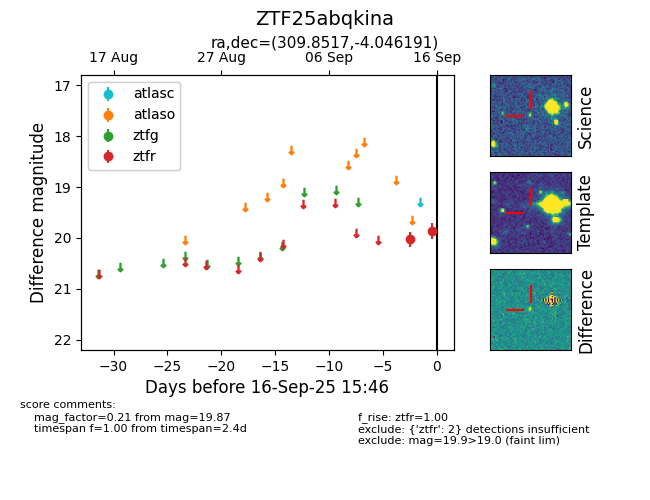 ZTF25abqkina
ra,dec=(309.8517,-4.046191)
17 Aug 27 Aug 06 Sep 16 Sep
atlasc
atlaso
ztfg
ztfr
17
18
19
20
21
22
Difference magnitude
−30 −25 −20 −15 −10 −5 0
Days before 16-Sep-25 15:46
Science
Template
Difference
score comments:
mag_factor=0.21 from mag=19.87
timespan f=1.00 from timespan=2.4d
f_rise: ztfr=1.00
exclude: {'ztfr': 2} detections insufficient
exclude: mag=19.9>19.0 (faint lim)